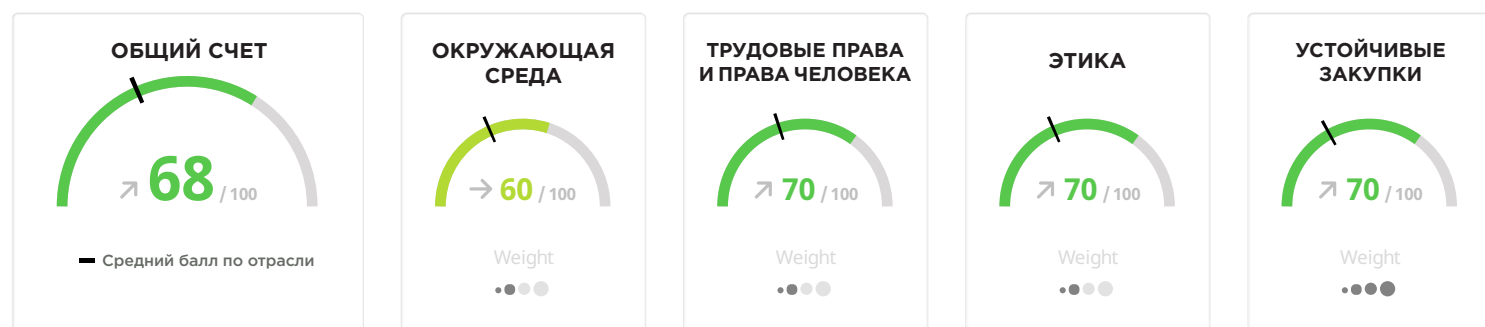 ОБЩИЙ СЧЕТ
68 / 100
Средний балл по отрасли
ОКРУЖАЮЩАЯ
СРЕДА
60 / 100
Weight
ТРУДОВЫЕ ПРАВА
И ПРАВА ЧЕЛОВЕКА
70 / 100
Weight
ЭТИКА
70 / 100
Weight
УСТОЙЧИВЫЕ
ЗАКУПКИ
70 / 100
Weight